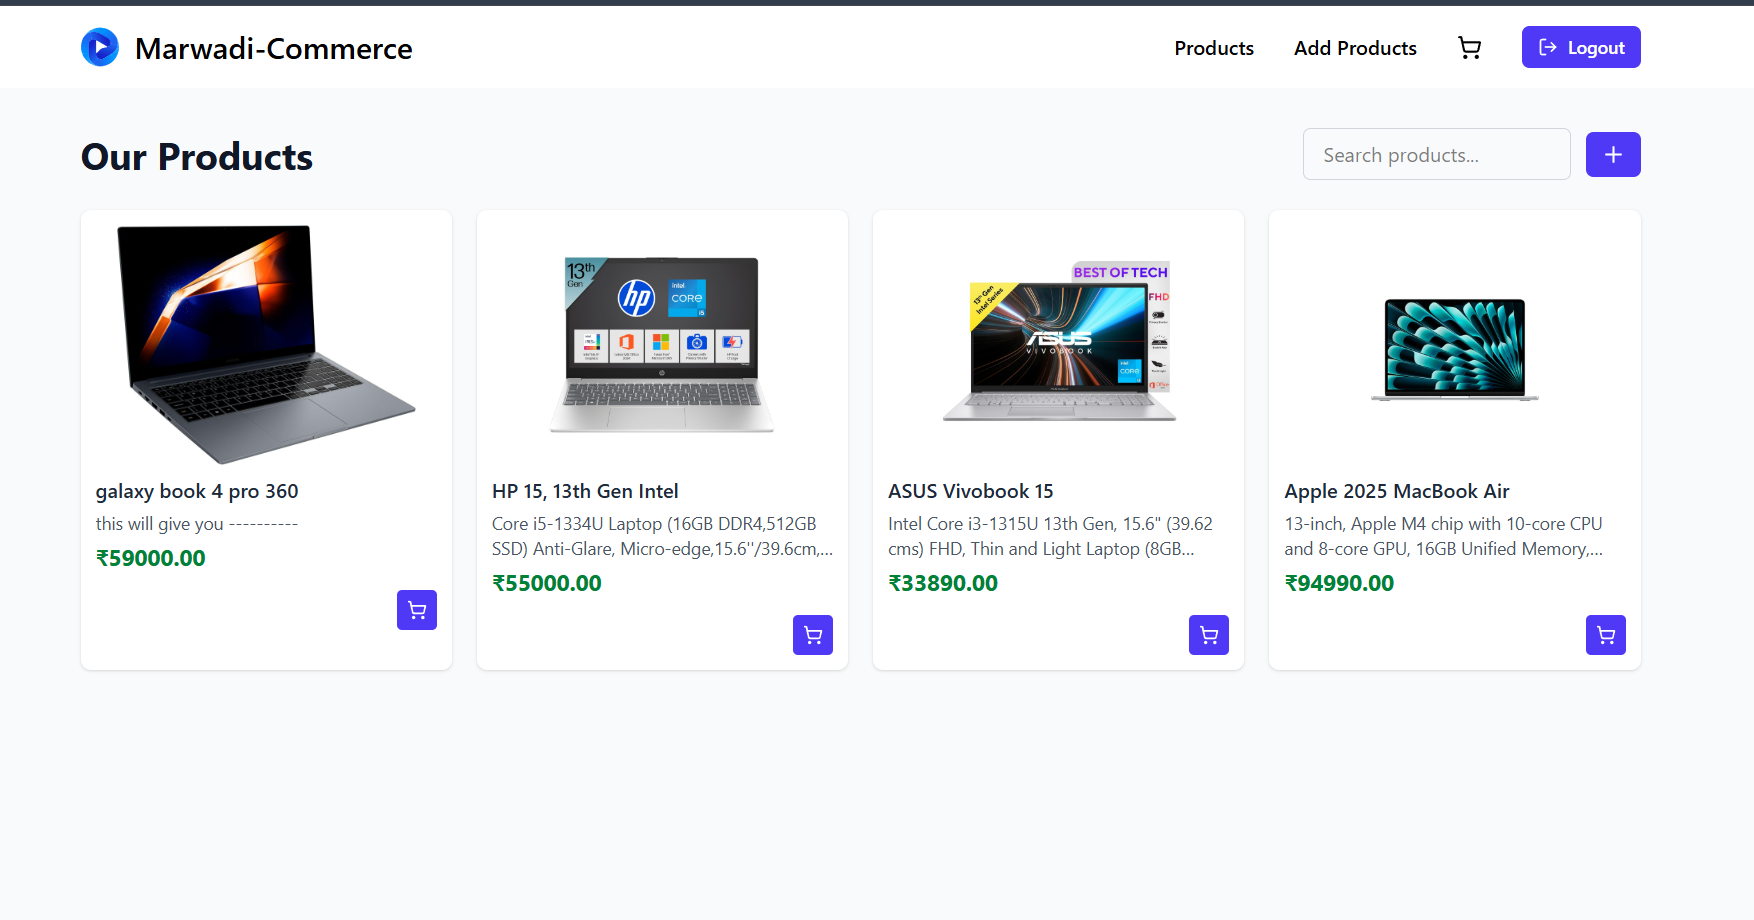 Marwadi-Commerce
Products
Add Products
Logout
Our Products
Search products...
13th
Gen
hp
intel
CORE
i5
BEST OF TECH
13th Gen
Intel Series
FHD
ASUS
VIVOBOOK
intel
CORE
galaxy book 4 pro 360
this will give you ----------
₹59000.00
HP 15, 13th Gen Intel
Core i5-1334U Laptop (16GB DDR4,512GB
SSD) Anti-Glare, Micro-edge,15.6''/39.6cm,...
₹55000.00
ASUS Vivobook 15
Intel Core i3-1315U 13th Gen, 15.6" (39.62
cms) FHD, Thin and Light Laptop (8GB...
₹33890.00
Apple 2025 MacBook Air
13-inch, Apple M4 chip with 10-core CPU
and 8-core GPU, 16GB Unified Memory,...
₹94990.00